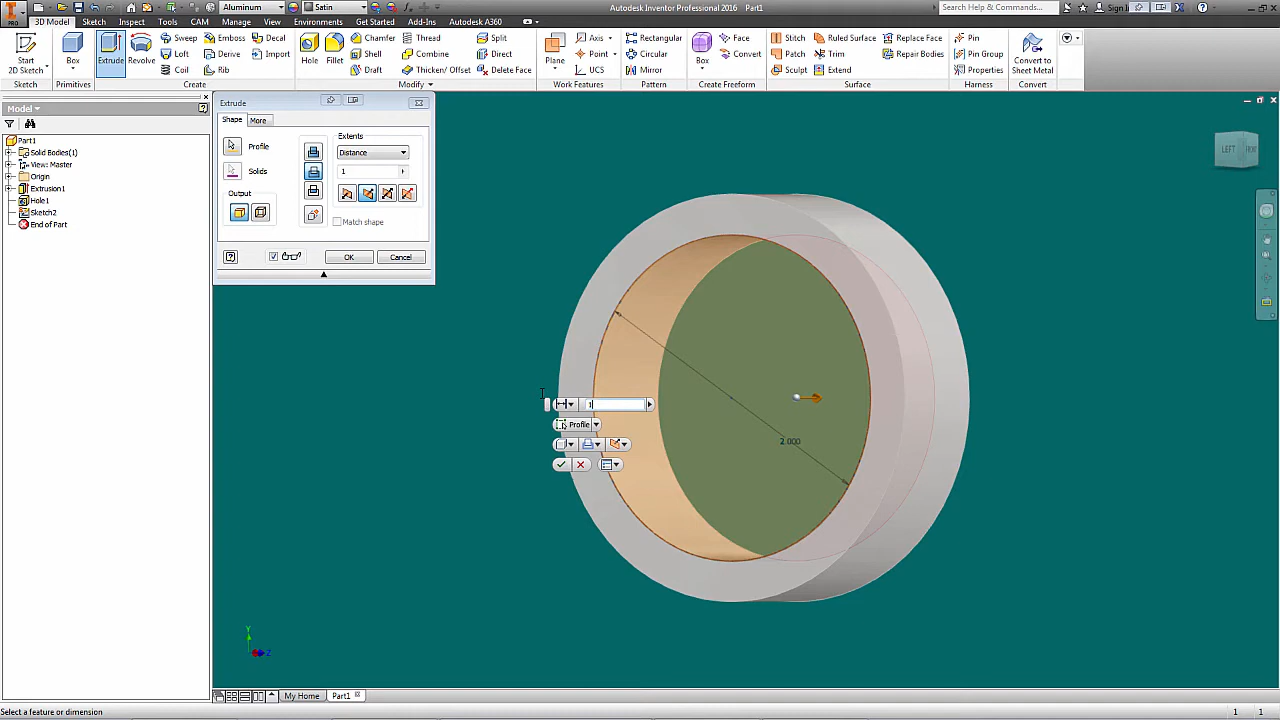 PRO
Aluminum
Satin
Autodesk Inventor Professional 2016 Part1
Search Help & Commands...
Sign I
3D Model Sketch Inspect Tools CAM Manage View Environments Get Started Add-Ins Autodesk A360
Start
2D Sketch
Sketch
Box
Primitives
Extrude
Revolve
Sweep
Emboss
Decal
Loft
Derive
Import
Coil
Rib
Create
Hole
Fillet
Chamfer
Thread
Split
Shell
Combine
Direct
Draft
Thicken/ Offset
Delete Face
Modify
Plane
Axis
Point
UCS
Work Features
Rectangular
Circular
Mirror
Pattern
Box
Face
Convert
Create Freeform
Stitch
Ruled Surface
Replace Face
Patch
Trim
Repair Bodies
Sculpt
Extend
Surface
Pin
Pin Group
Properties
Harness
Convert to
Sheet Metal
Convert
Model
Part1
Solid Bodies(1)
View: Master
Origin
Extrusion1
Hole1
Sketch2
End of Part
Extrude
Shape
More
Profile
Solids
Output
Extents
Distance
1
Match shape
OK
Cancel
LEFT
1
Profile
2.000
Y
Z
My Home
Part1
Select a feature or dimension
1 1